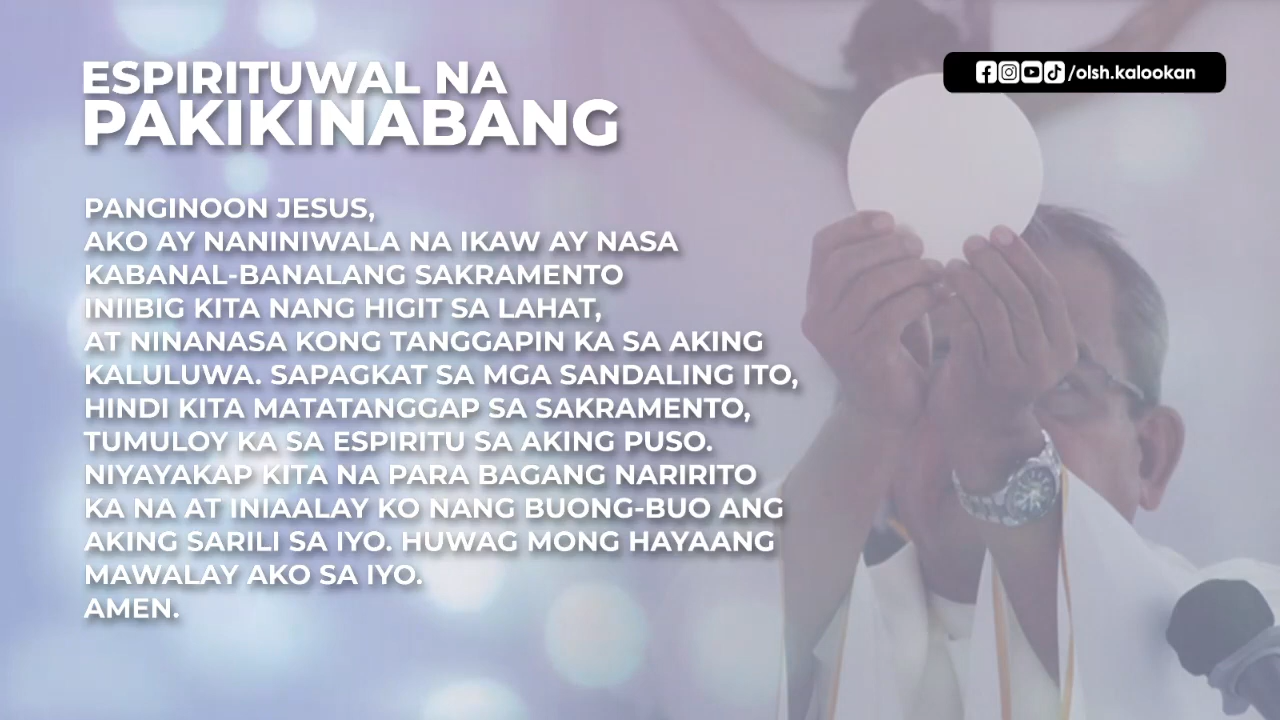 ESPIRITUWAL NA
PAKIKINABANG
/olsh.kalookan
PANGINOON JESUS,
AKO AY NANINIWALA NA IKAW AY NASA
KABANAL-BANALANG SAKRAMENTO
INIIBIG KITA NANG HIGIT SA LAHAT,
AT NINANASA KONG TANGGAPIN KA SA AKING
KALULUWA. SAPAGKAT SA MGA SANDALING ITO,
HINDI KITA MATATANGGAP SA SAKRAMENTO,
TUMULOY KA SA ESPIRITU SA AKING PUSO.
NIYAYAKAP KITA NA PARA BAGANG NARIRITO
KA NA AT INIAALAY KO NANG BUONG-BUO ANG
AKING SARILI SA IYO. HUWAG MONG HAYAANG
MAWALAY AKO SA IYO.
AMEN.